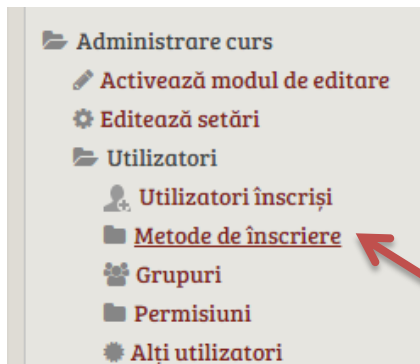 Administrare curs
Activează modul de editare
Editează setări
Utilizatori
Utilizatori înscriși
Metode de înscriere
Grupuri
Permisiuni
Alți utilizatori